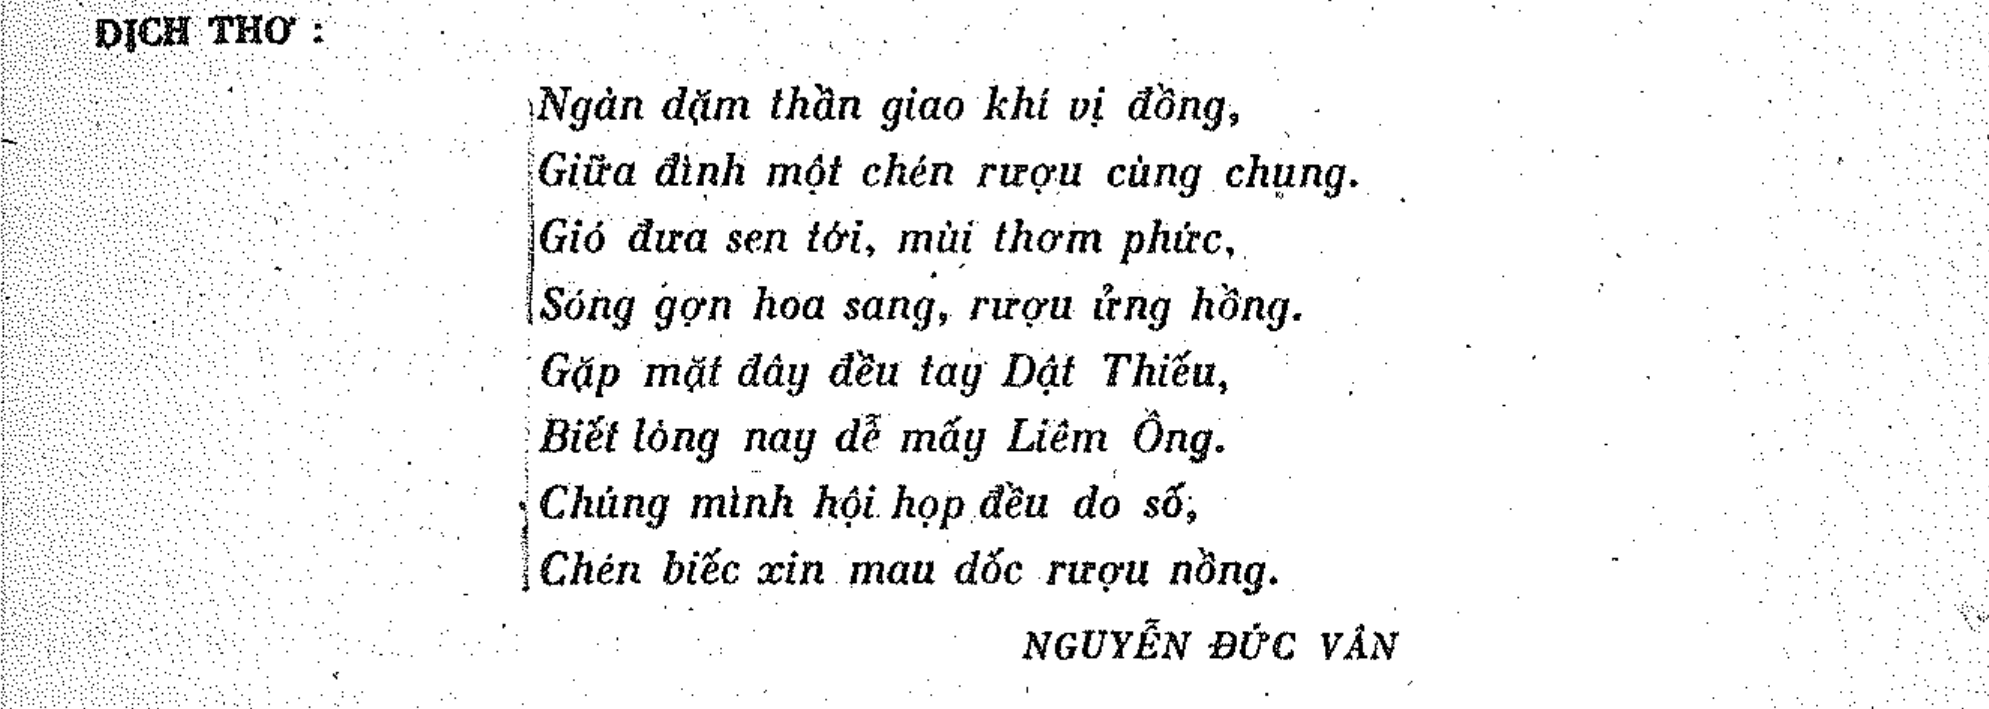 DỊCH THƠ :
Ngàn dặm thần giao khí vị đồng,
Giữa đình một chén rượu cùng chung.
Gió đưa sen tới, mùi thơm phức,
Sóng gợn hoa sang, rượu ửng hồng.
Gặp mặt đây đều tay Dật Thiếu,
Biết lòng nay dễ mấy Liêm Ông.
Chúng mình hội họp đều do số,
Chén biếc xin mau dốc rượu nồng.
NGUYỄN ĐỨC VÂN